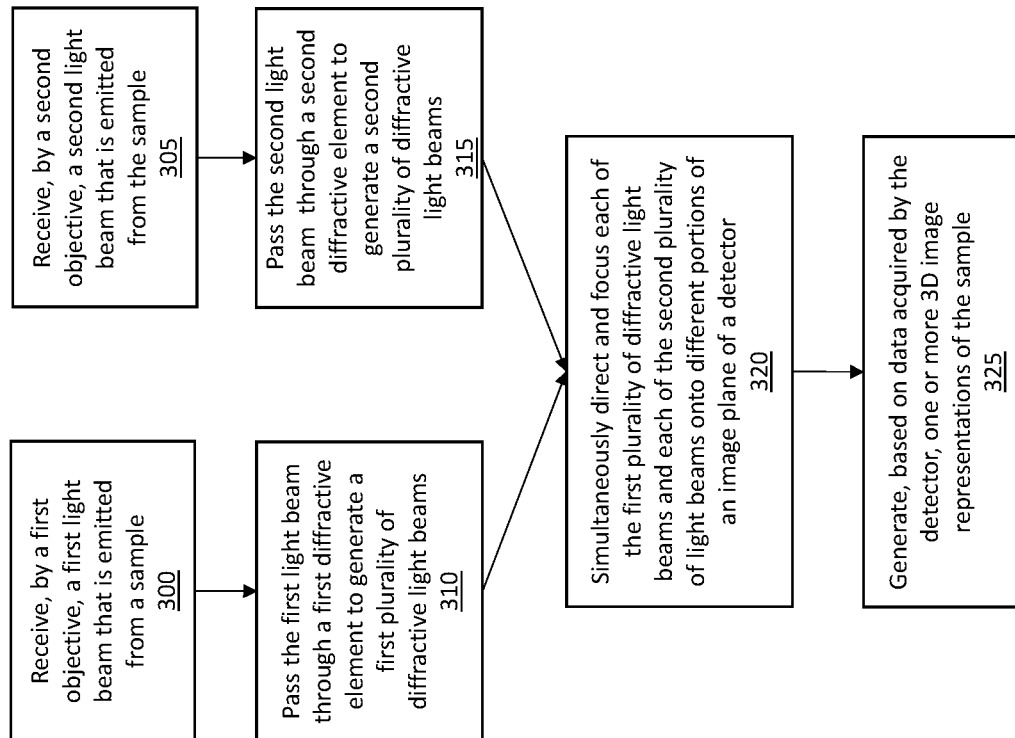 Receive, by a first
objective, a first light
beam that is emitted
from a sample
300
Receive, by a second
objective, a second light
beam that is emitted
from the sample
305
Pass the first light beam
through a first diffractive
element to generate a
first plurality of
diffractive light beams
310
Pass the second light
beam through a second
diffractive element to
generate a second
plurality of diffractive
light beams
315
Simultaneously direct and focus each of
the first plurality of diffractive light
beams and each of the second plurality
of light beams onto different portions of
an image plane of a detector
320
Generate, based on data acquired by the
detector, one or more 3D image
representations of the sample
325